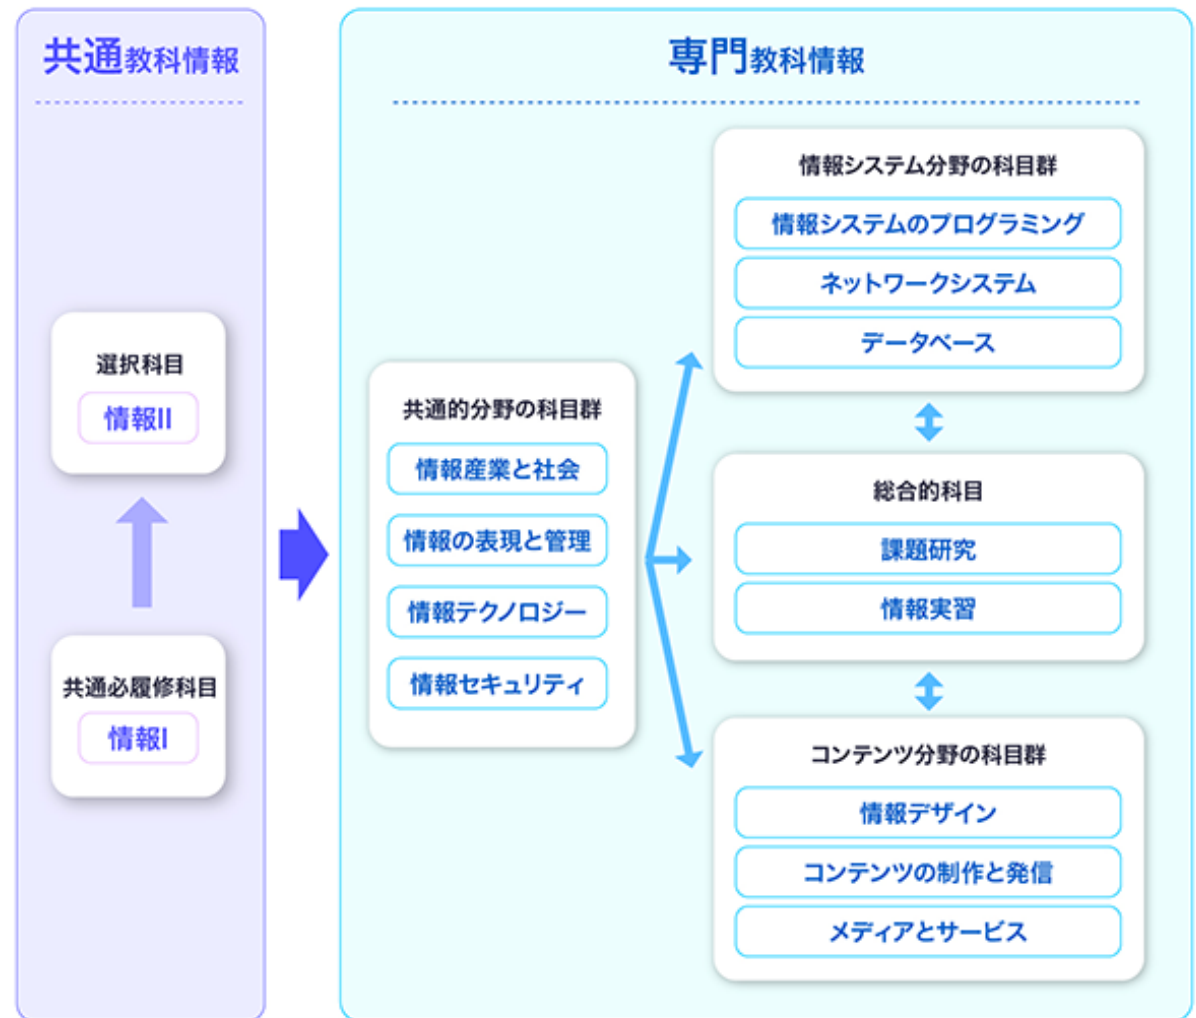 共通教科情報
選択科目
情報II
共通必履修科目
情報I
専門教科情報
共通的分野の科目群
情報産業と社会
情報の表現と管理
情報テクノロジー
情報セキュリティ
情報システム分野の科目群
情報システムのプログラミング
ネットワークシステム
データベース
総合的科目
課題研究
情報実習
コンテンツ分野の科目群
情報デザイン
コンテンツの制作と発信
メディアとサービス